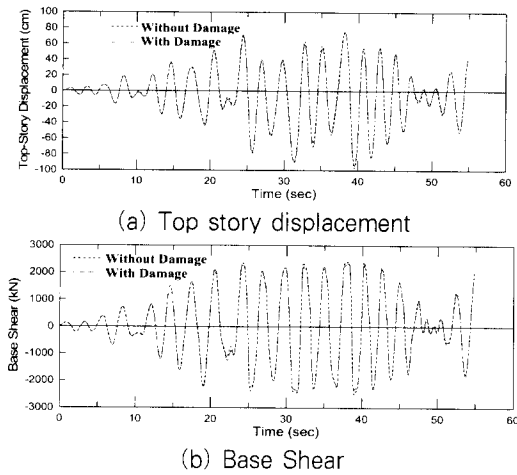 100
80
60
40
20
0
-20
-40
-60
-80
-100
Top-Story Displacement (cm)
Without Damage
With Damage
0 10 20 30 40 50 60
Time (sec)
(a) Top story displacement
3000
2000
1000
0
-1000
-2000
-3000
Base Shear (kN)
Without Damage
With Damage
0 10 20 30 40 50 60
Time (sec)
(b) Base Shear